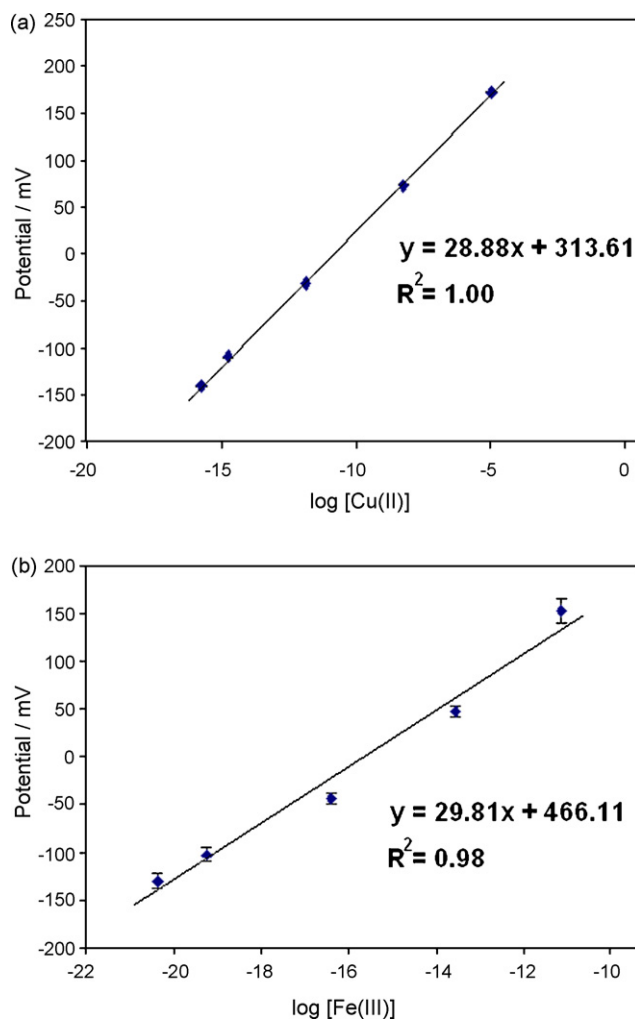 (a)
250
200
150
100
50
0
-50
-100
-150
-200
Potential / mV
y = 28.88x + 313.61
R² = 1.00
-20 -15 -10 -5 0
log [Cu(II)]
(b)
200
150
100
50
0
-50
-100
-150
-200
Potential / mV
y = 29.81x + 466.11
R² = 0.98
-22 -20 -18 -16 -14 -12 -10
log [Fe(III)]